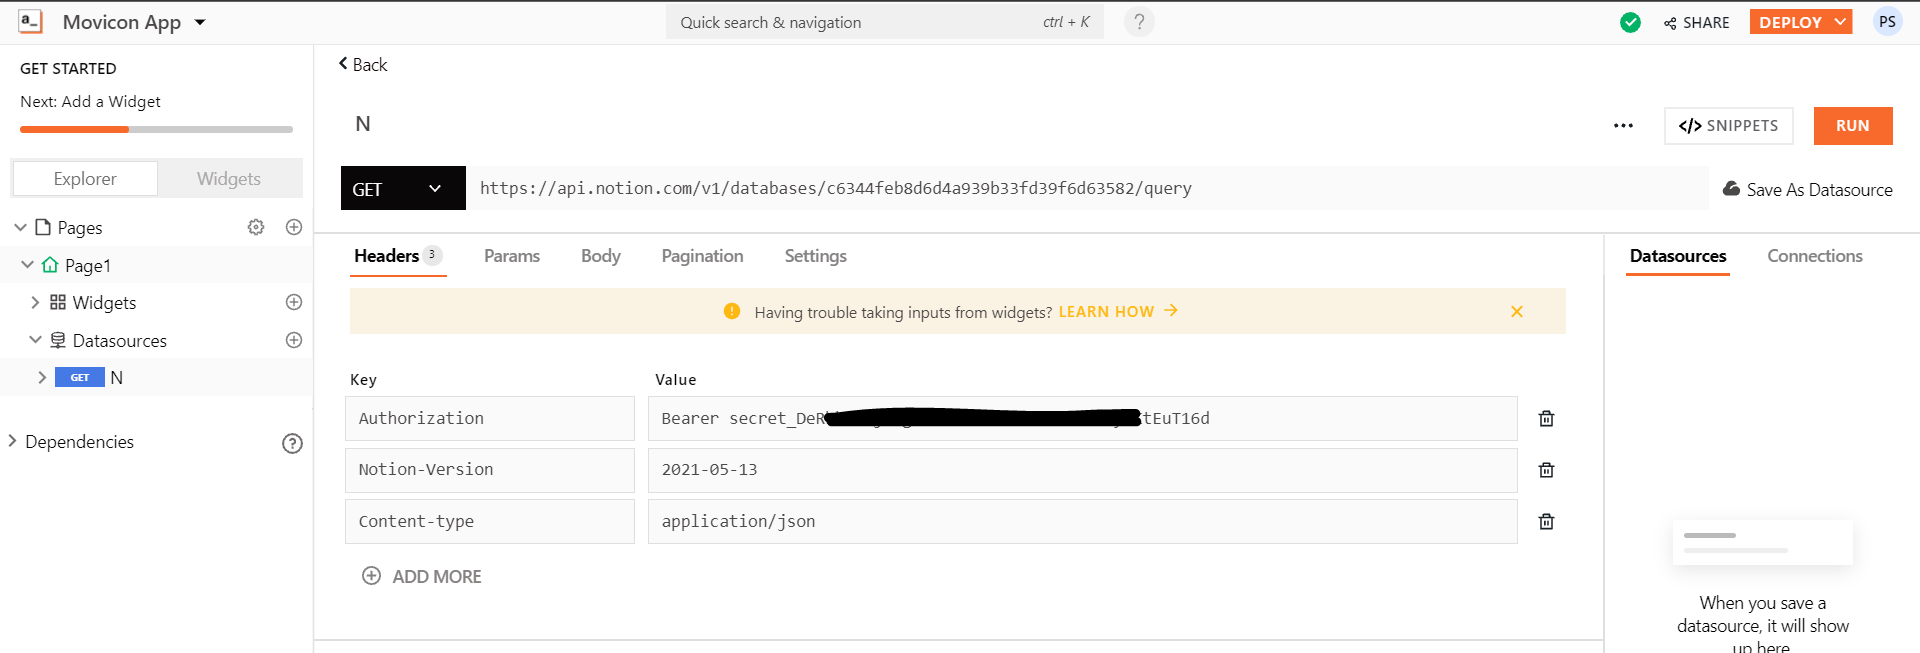 a_ Movicon App
Quick search & navigation ctrl + K ?
SHARE DEPLOY PS
GET STARTED
Next: Add a Widget
Explorer Widgets
Pages
Page1
Widgets
Datasources
GET N
Dependencies ?
Back
N
</> SNIPPETS RUN
GET https://api.notion.com/v1/databases/c6344feb8d6d4a939b33fd39f6d63582/query Save As Datasource
Headers 3 Params Body Pagination Settings
Having trouble taking inputs from widgets? LEARN HOW
Key Value
Authorization Bearer secret_DeR tEuT16d
Notion-Version 2021-05-13
Content-type application/json
ADD MORE
Datasources Connections
When you save a
datasource, it will show
up here